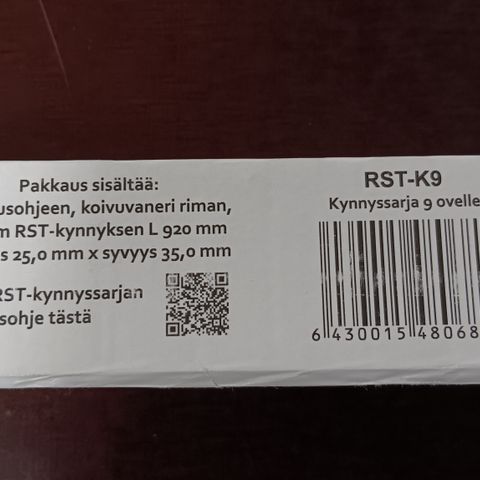 Pakkaus sisältää:
usohjeen, koivuvaneri riman,
RST-kynnyksen L 920 mm
s 25,0 mm x syvyys 35,0 mm
RST-kynnyssarjan
sohje tästä
RST-K9
Kynnyssarja 9 ovelle
6 430015 48068